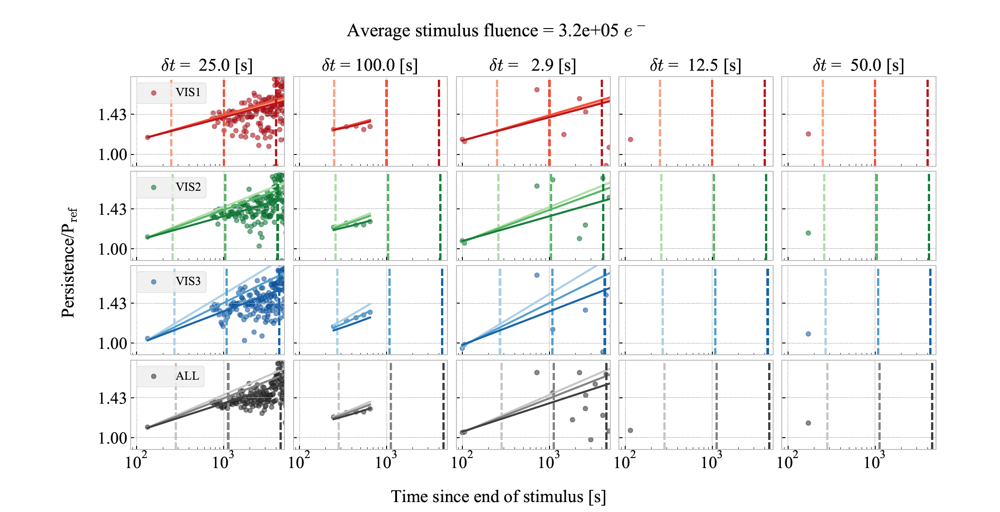 Average stimulus fluence = 3.2e+05 e⁻
δt = 25.0 [s] δt = 100.0 [s] δt = 2.9 [s] δt = 12.5 [s] δt = 50.0 [s]
VIS1
1.43
1.00
VIS2
1.43
1.00
Persistence/P_ref
VIS3
1.43
1.00
ALL
1.43
1.00
10² 10³ 10² 10³ 10² 10³ 10² 10³ 10² 10³
Time since end of stimulus [s]